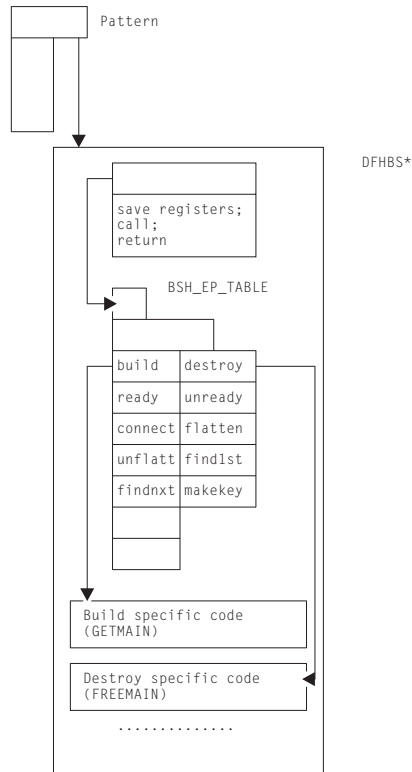 Pattern
DFHBS*
save registers;
call;
return
BSH_EP_TABLE
build destroy
ready unready
connect flatten
unflatt find1st
findnxt makekey
Build specific code
(GETMAIN)
Destroy specific code
(FREEMAIN)
..............